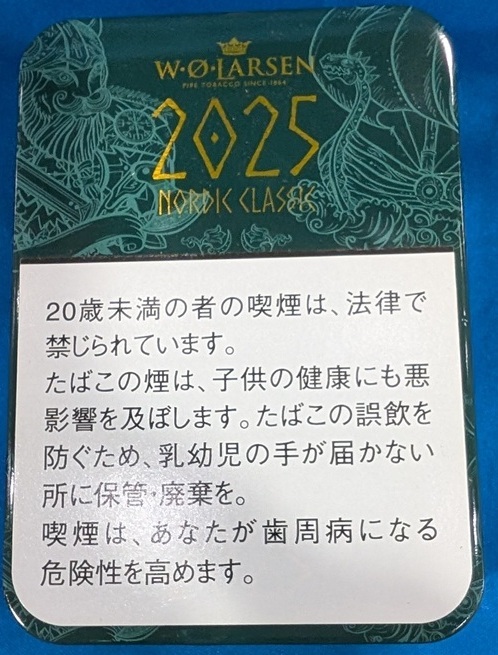 W·Ø·LARSEN
PIPE TOBACCO SINCE 1864
2025
NORDIC CLASSIC
20歳未満の者の喫煙は、法律で
禁じられています。
たばこの煙は、子供の健康にも悪
影響を及ぼします。たばこの誤飲を
防ぐため、乳幼児の手が届かない
所に保管・廃棄を。
喫煙は、あなたが歯周病になる
危険性を高めます。